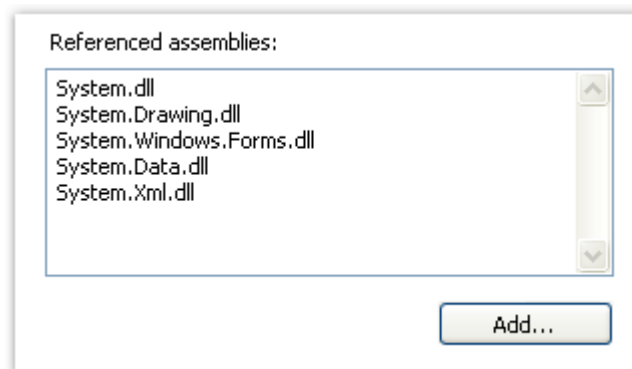 Referenced assemblies:
System.dll
System.Drawing.dll
System.Windows.Forms.dll
System.Data.dll
System.Xml.dll
Add...